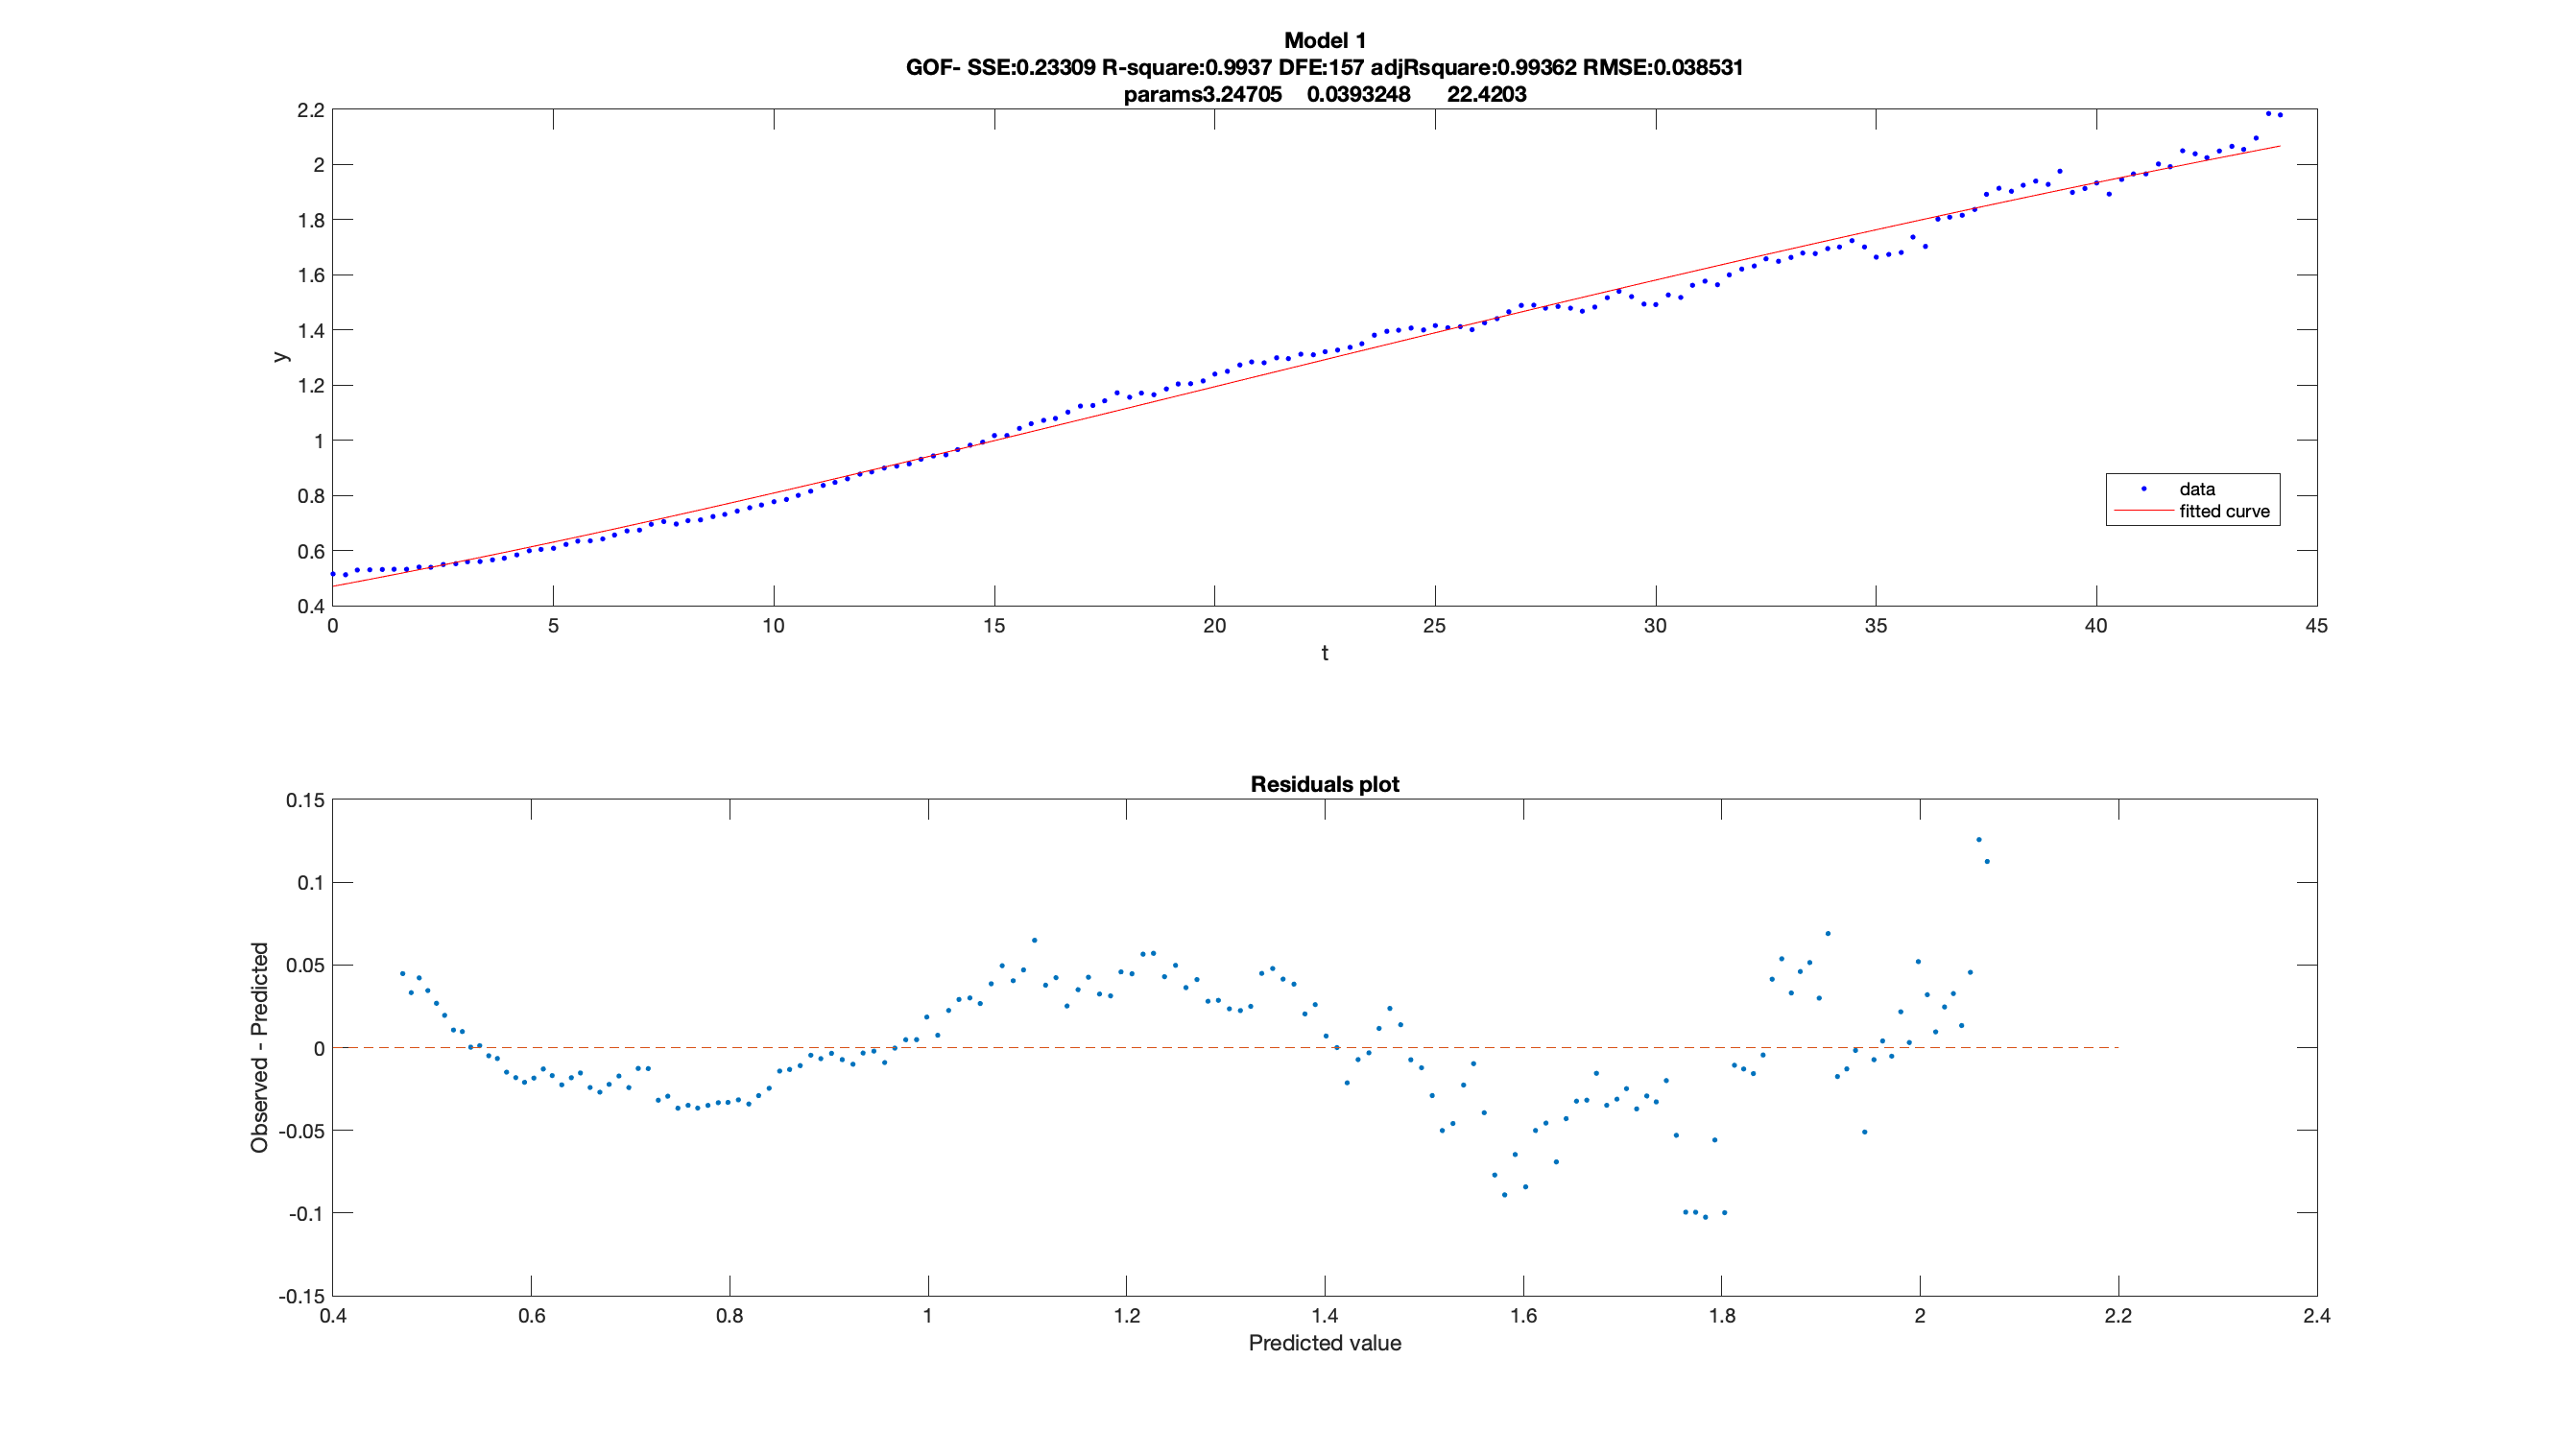 Model 1
GOF- SSE:0.23309 R-square:0.9937 DFE:157 adjRsquare:0.99362 RMSE:0.038531
params3.24705 0.0393248 22.4203
2.2
2
1.8
1.6
1.4
1.2
1
0.8
0.6
0.4
y
0 5 10 15 20 25 30 35 40 45
t
data
fitted curve
Residuals plot
0.15
0.1
0.05
0
-0.05
-0.1
-0.15
Observed - Predicted
0.4 0.6 0.8 1 1.2 1.4 1.6 1.8 2 2.2 2.4
Predicted value